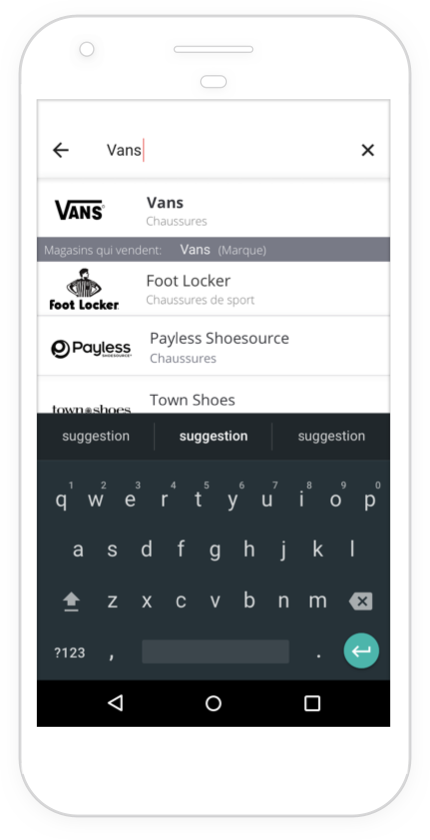 Vans
VANS
Vans
Chaussures
Magasins qui vendent: Vans (Marque)
Foot Locker
Foot Locker
Chaussures de sport
Payless
SHOESOURCE
Payless Shoesource
Chaussures
Town Shoes
town shoes
suggestion suggestion suggestion
1 2 3 4 5 6 7 8 9 0
q w e r t y u i o p
a s d f g h j k l
z x c v b n m
?123 , .